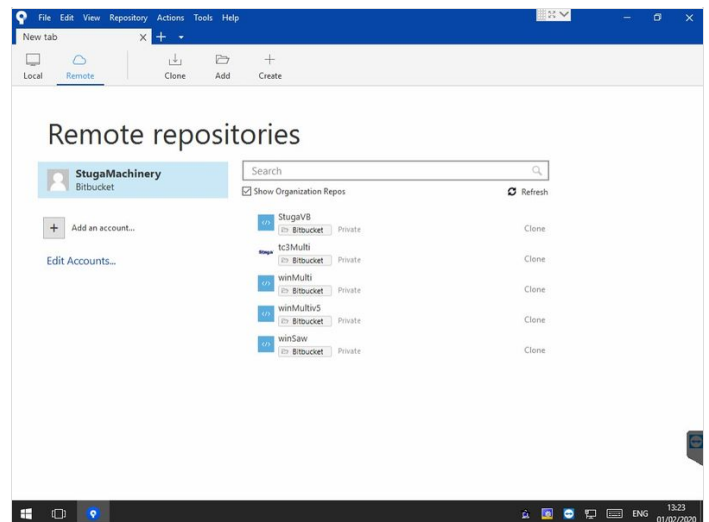 File Edit View Repository Actions Tools Help
New tab
Local Remote Clone Add Create
Remote repositories
StugaMachinery
Bitbucket
Add an account...
Edit Accounts...
Search
Show Organization Repos Refresh
StugaVB
Bitbucket Private Clone
tc3Multi
Bitbucket Private Clone
winMulti
Bitbucket Private Clone
winMultiv5
Bitbucket Private Clone
winSaw
Bitbucket Private Clone
ENG 13:23
01/02/2020